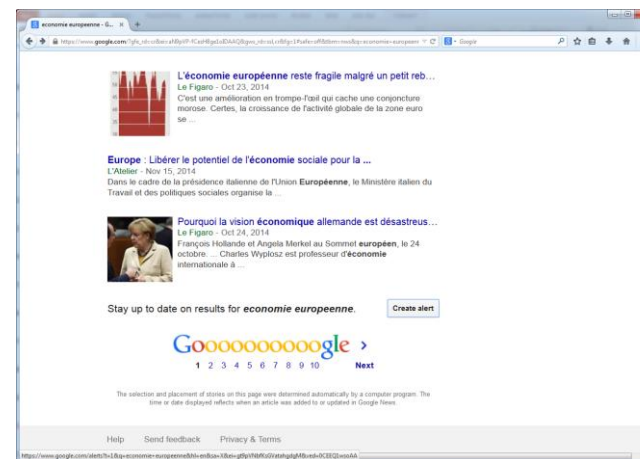 economie europeenne - G...
Google
L'économie européenne reste fragile malgré un petit reb...
Le Figaro - Oct 23, 2014
C'est une amélioration en trompe-l'œil qui cache une conjoncture
morose. Certes, la croissance de l'activité globale de la zone euro
se ...
Europe : Libérer le potentiel de l'économie sociale pour la ...
L'Atelier - Nov 15, 2014
Dans le cadre de la présidence italienne de l'Union Européenne, le Ministère italien du
Travail et des politiques sociales organise la ...
Pourquoi la vision économique allemande est désastreus...
Le Figaro - Oct 24, 2014
François Hollande et Angela Merkel au Sommet européen, le 24
octobre. ... Charles Wyplosz est professeur d'économie
internationale à ...
Stay up to date on results for economie europeenne. Create alert
Goooooooooogle >
1 2 3 4 5 6 7 8 9 10 Next
The selection and placement of stories on this page were determined automatically by a computer program. The
time or date displayed reflects when an article was added to or updated in Google News.
Help Send feedback Privacy & Terms